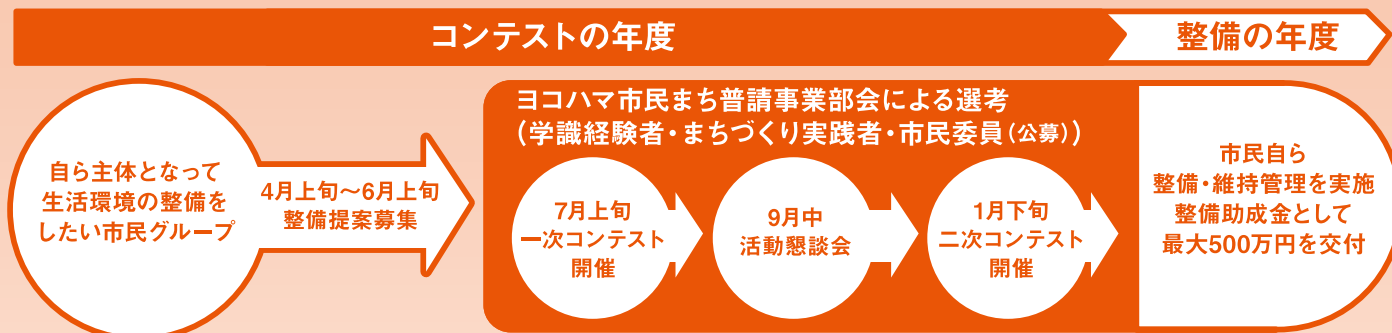 コンテストの年度
整備の年度
自ら主体となって
生活環境の整備を
したい市民グループ
4月上旬〜6月上旬
整備提案募集
ヨコハマ市民まち普請事業部会による選考
（学識経験者・まちづくり実践者・市民委員（公募））
7月上旬
一次コンテスト
開催
9月中
活動懇談会
1月下旬
二次コンテスト
開催
市民自ら
整備・維持管理を実施
整備助成金として
最大500万円を交付